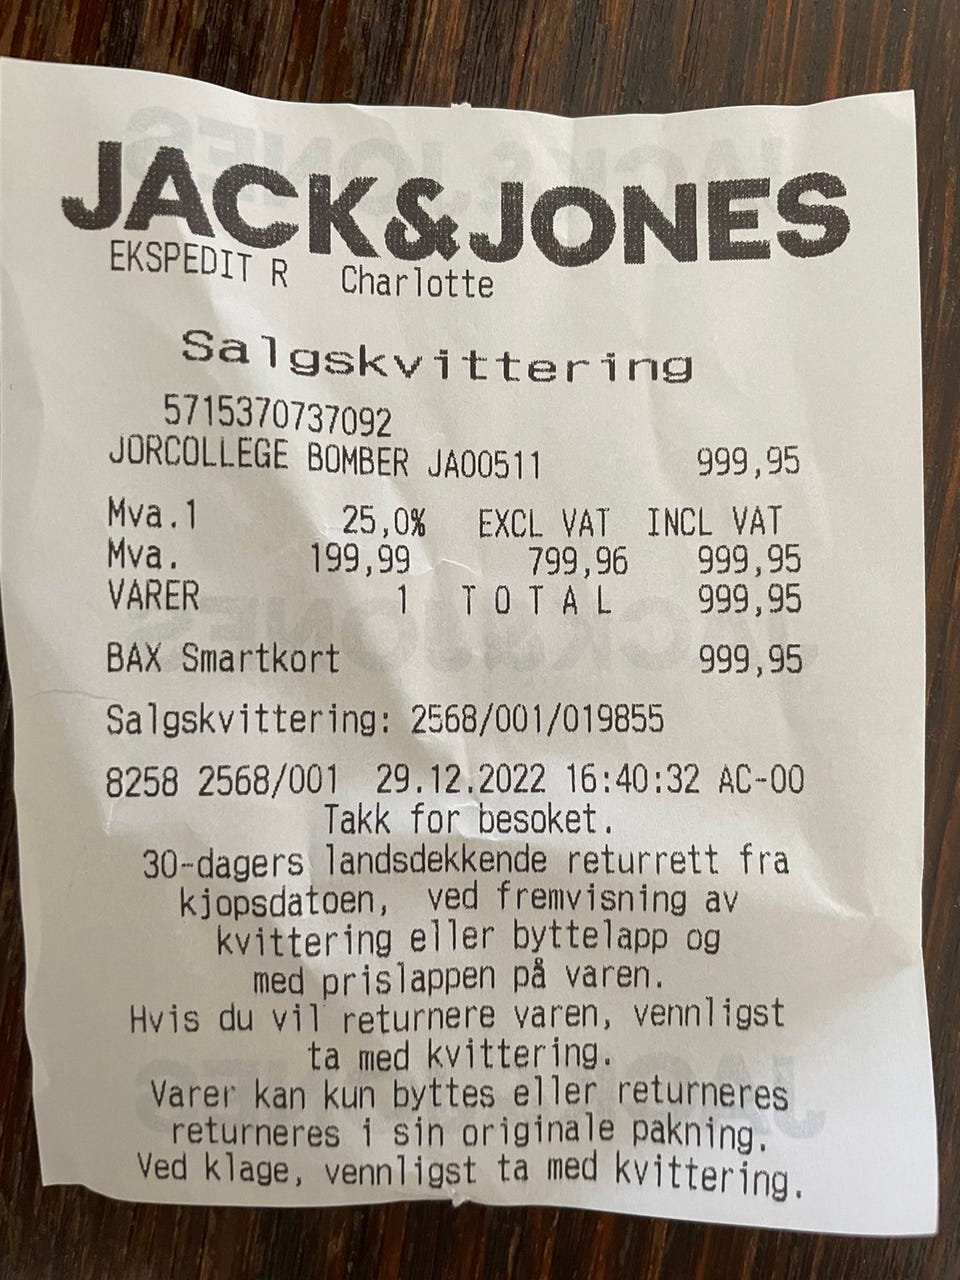 JACK&JONES
EKSPEDIT R Charlotte
Salgskvittering
5715370737092
JORCOLLEGE BOMBER JA00511 999,95
Mva.1 25,0% EXCL VAT INCL VAT
Mva. 199,99 799,96 999,95
VARER 1 T O T A L 999,95
BAX Smartkort 999,95
Salgskvittering: 2568/001/019855
8258 2568/001 29.12.2022 16:40:32 AC-00
Takk for besoket.
30-dagers landsdekkende returrett fra
kjopsdatoen, ved fremvisning av
kvittering eller byttelapp og
med prislappen på varen.
Hvis du vil returnere varen, vennligst
ta med kvittering.
Varer kan kun byttes eller returneres
returneres i sin originale pakning.
Ved klage, vennligst ta med kvittering.